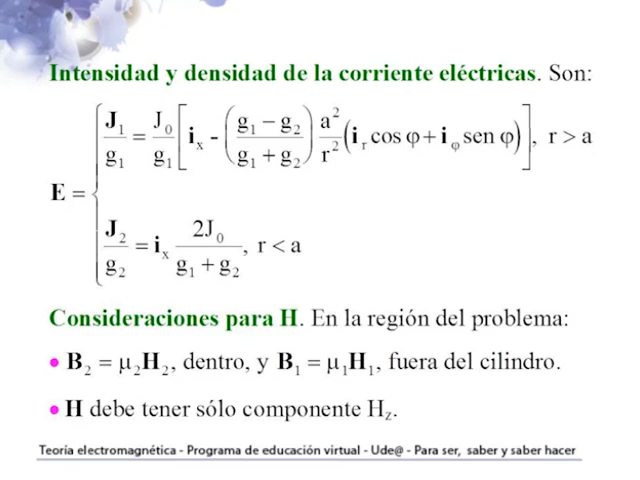 Intensidad y densidad de la corriente eléctricas. Son:
E = { J₁/g₁ = J₀/g₁ [ iₓ - ( (g₁ − g₂)/(g₁ + g₂) ) a²/r² (iᵣ cos φ + iᵩ sen φ) ], r > a
J₂/g₂ = iₓ 2J₀/(g₁ + g₂), r < a
Consideraciones para H. En la región del problema:
• B₂ = μ₂H₂, dentro, y B₁ = μ₁H₁, fuera del cilindro.
• H debe tener sólo componente H_z.
Teoría electromagnética - Programa de educación virtual - Ude@ - Para ser, saber y saber hacer